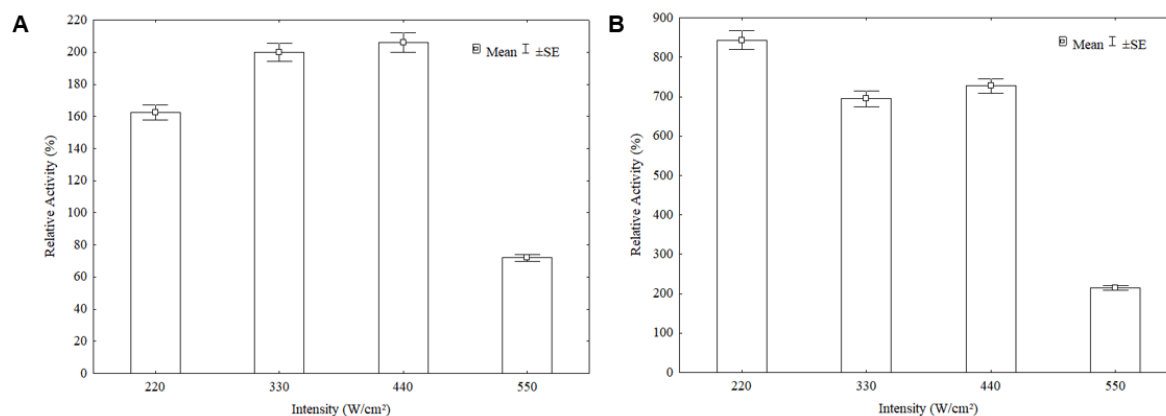 A
220
200
180
160
140
120
100
80
60
40
20
0
Relative Activity (%)
Mean ±SE
220 330 440 550
Intensity (W/cm²)
B
900
800
700
600
500
400
300
200
100
0
Relative Activity (%)
Mean ±SE
220 330 440 550
Intensity (W/cm²)